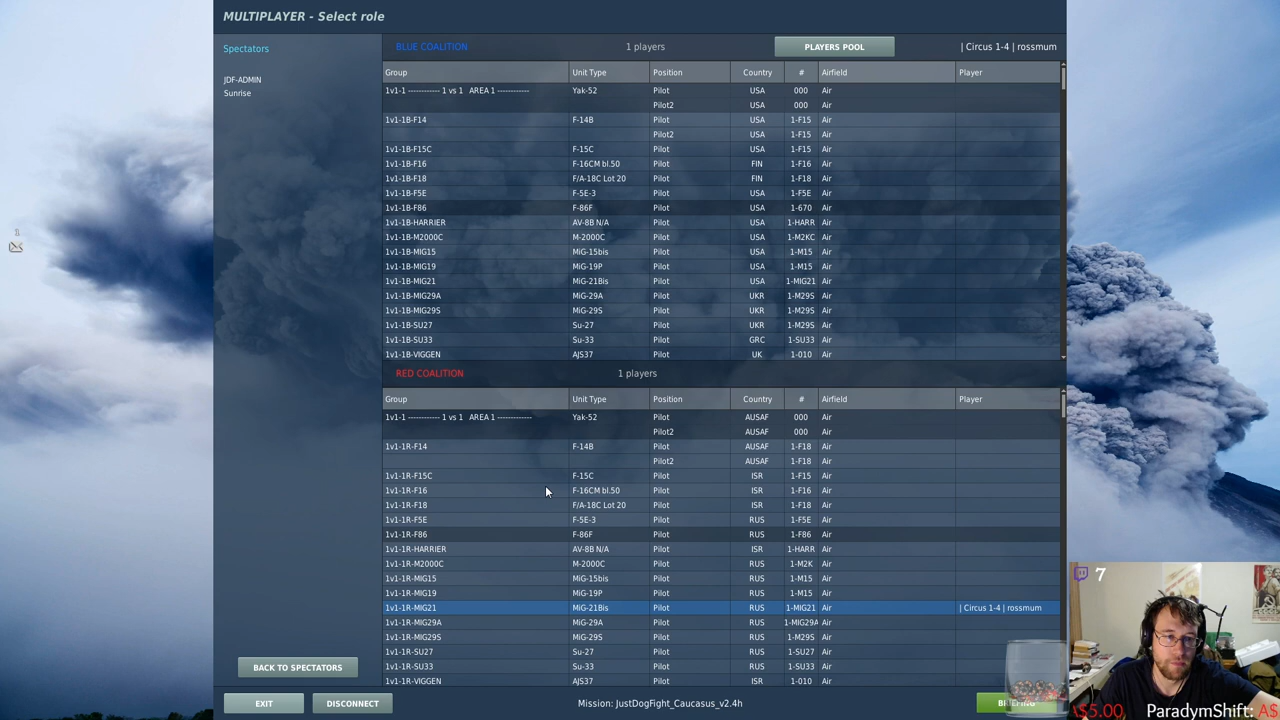 MULTIPLAYER - Select role
Spectators
JDF-ADMIN
Sunrise
BLUE COALITION 1 players PLAYERS POOL | Circus 1-4 | rossmum
Group Unit Type Position Country # Airfield Player
1v1-1 ------------ 1 vs 1 AREA 1 ------------ Yak-52 Pilot USA 000 Air
Pilot2 USA 000 Air
1v1-1B-F14 F-14B Pilot USA 1-F15 Air
Pilot2 USA 1-F15 Air
1v1-1B-F15C F-15C Pilot USA 1-F15 Air
1v1-1B-F16 F-16CM bl.50 Pilot FIN 1-F16 Air
1v1-1B-F18 F/A-18C Lot 20 Pilot FIN 1-F18 Air
1v1-1B-F5E F-5E-3 Pilot USA 1-F5E Air
1v1-1B-F86 F-86F Pilot USA 1-670 Air
1v1-1B-HARRIER AV-8B N/A Pilot USA 1-HARR Air
1v1-1B-M2000C M-2000C Pilot USA 1-M2KC Air
1v1-1B-MIG15 MiG-15bis Pilot USA 1-M15 Air
1v1-1B-MIG19 MiG-19P Pilot USA 1-M15 Air
1v1-1B-MIG21 MiG-21Bis Pilot USA 1-MIG21 Air
1v1-1B-MIG29A MiG-29A Pilot UKR 1-M29S Air
1v1-1B-MIG29S MiG-29S Pilot UKR 1-M29S Air
1v1-1B-SU27 Su-27 Pilot UKR 1-M29S Air
1v1-1B-SU33 Su-33 Pilot GRC 1-SU33 Air
1v1-1B-VIGGEN AJS37 Pilot UK 1-010 Air
RED COALITION 1 players
Group Unit Type Position Country # Airfield Player
1v1-1 ------------ 1 vs 1 AREA 1 ------------- Yak-52 Pilot AUSAF 000 Air
Pilot2 AUSAF 000 Air
1v1-1R-F14 F-14B Pilot AUSAF 1-F18 Air
Pilot2 AUSAF 1-F18 Air
1v1-1R-F15C F-15C Pilot ISR 1-F15 Air
1v1-1R-F16 F-16CM bl.50 Pilot ISR 1-F16 Air
1v1-1R-F18 F/A-18C Lot 20 Pilot ISR 1-F18 Air
1v1-1R-F5E F-5E-3 Pilot RUS 1-F5E Air
1v1-1R-F86 F-86F Pilot RUS 1-F86 Air
1v1-1R-HARRIER AV-8B N/A Pilot ISR 1-HARR Air
1v1-1R-M2000C M-2000C Pilot RUS 1-M2K Air
1v1-1R-MIG15 MiG-15bis Pilot RUS 1-M15 Air
1v1-1R-MIG19 MiG-19P Pilot RUS 1-M15 Air
1v1-1R-MIG21 MiG-21Bis Pilot RUS 1-MIG21 Air | Circus 1-4 | rossmum
1v1-1R-MIG29A MiG-29A Pilot RUS 1-MIG29A Air
1v1-1R-MIG29S MiG-29S Pilot RUS 1-M29S Air
1v1-1R-SU27 Su-27 Pilot RUS 1-SU27 Air
1v1-1R-SU33 Su-33 Pilot RUS 1-SU33 Air
1v1-1R-VIGGEN AJS37 Pilot ISR 1-010 Air
BACK TO SPECTATORS
EXIT DISCONNECT Mission: JustDogFight_Caucasus_v2.4h
1
7
$5.00 ParadymShift: A$